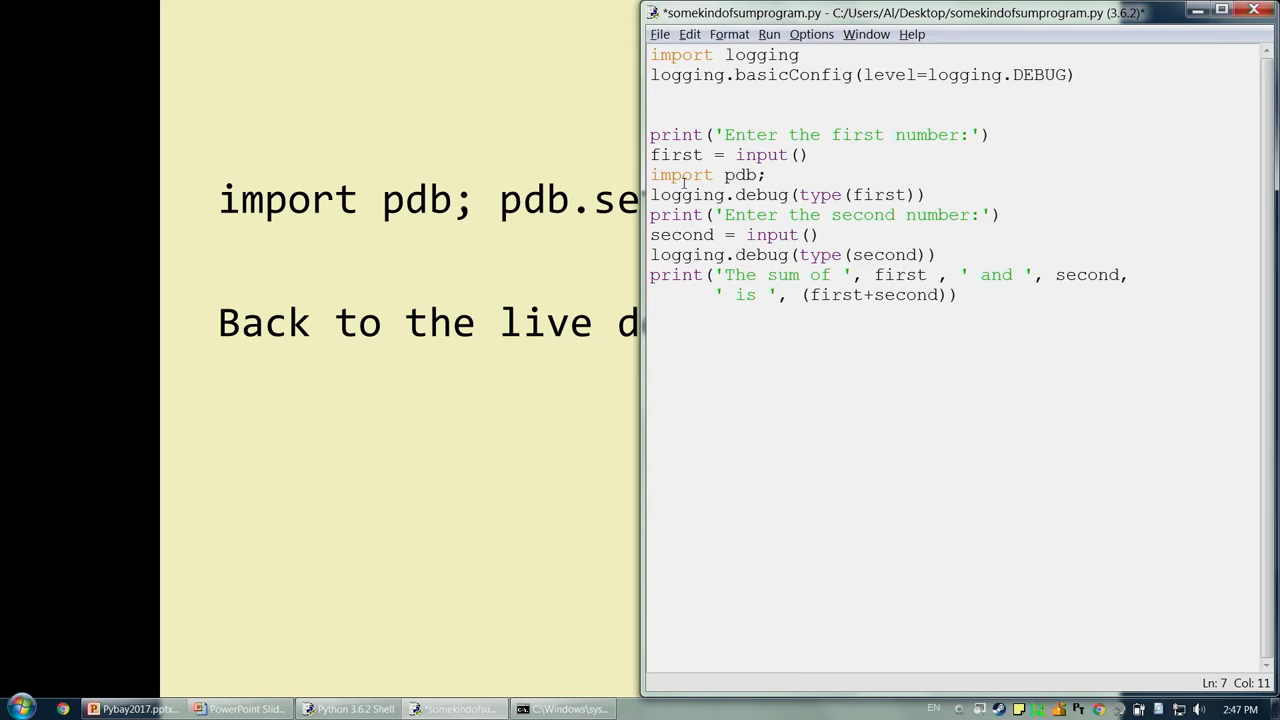 import pdb; pdb.se
Back to the live d
*somekindofsumprogram.py - C:/Users/Al/Desktop/somekindofsumprogram.py (3.6.2)*
File Edit Format Run Options Window Help
import logging
logging.basicConfig(level=logging.DEBUG)
print('Enter the first number:')
first = input()
import pdb;
logging.debug(type(first))
print('Enter the second number:')
second = input()
logging.debug(type(second))
print('The sum of ', first , ' and ', second,
' is ', (first+second))
Ln: 7 Col: 11
Pybay2017.pptx... PowerPoint Slid... Python 3.6.2 Shell *somekindofsu... C:\Windows\sys... EN 2:47 PM